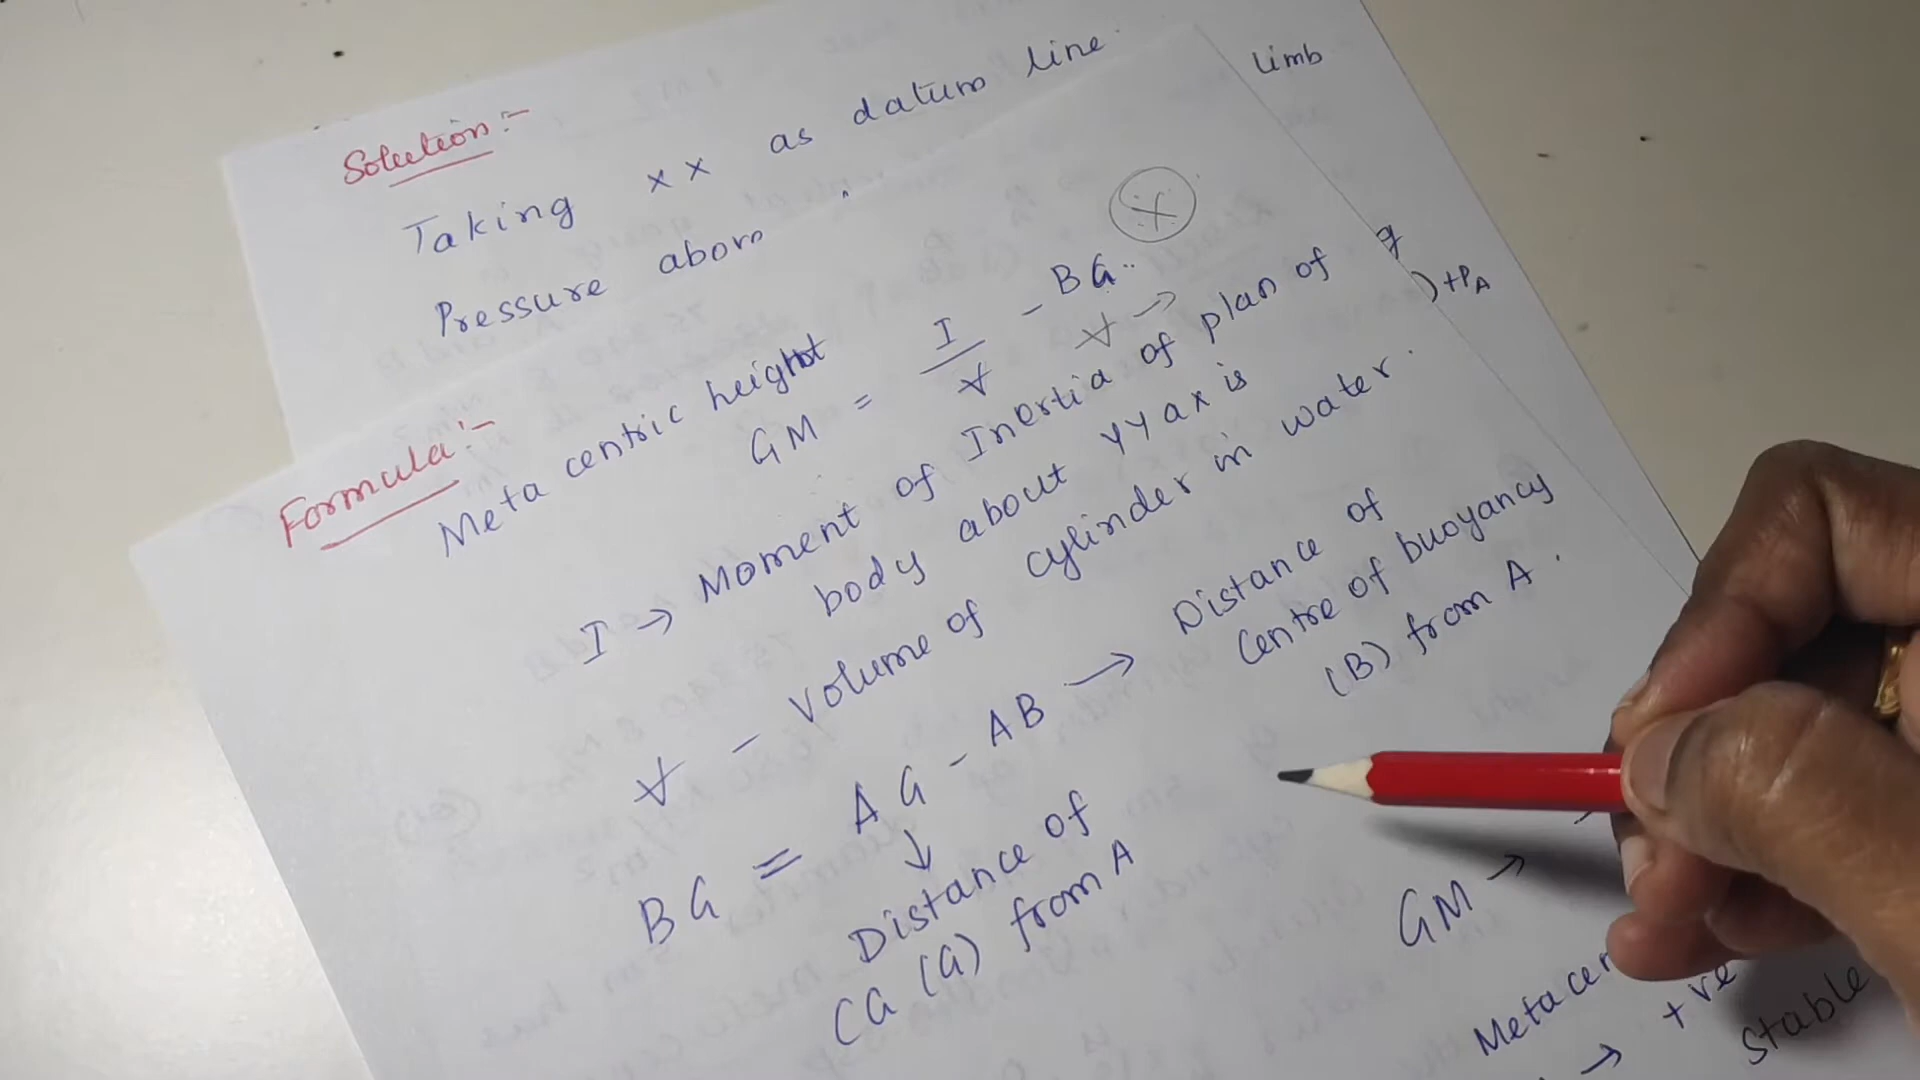 Solution:-
Taking xx as datum line
limb
Pressure above
)+PA
Formula:-
Meta centric height
GM = I/∀ - BG
∀ →
I → Moment of Inertia of plan of
body about yy axis
∀ - Volume of cylinder in water.
BG = AG - AB → Distance of
Centre of buoyancy
(B) from A.
↓
Distance of
CG (G) from A
GM →
→ +ve
Stable